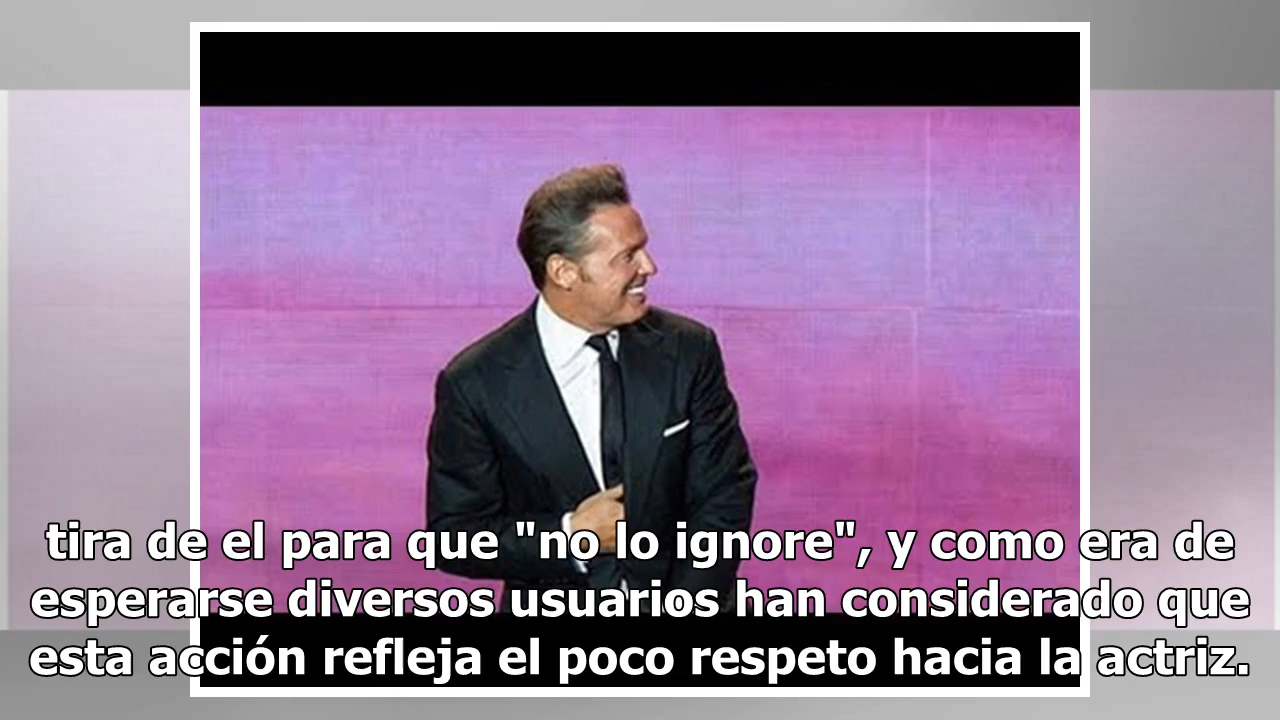 tira de el para que "no lo ignore", y como era de
esperarse diversos usuarios han considerado que
esta acción refleja el poco respeto hacia la actriz.